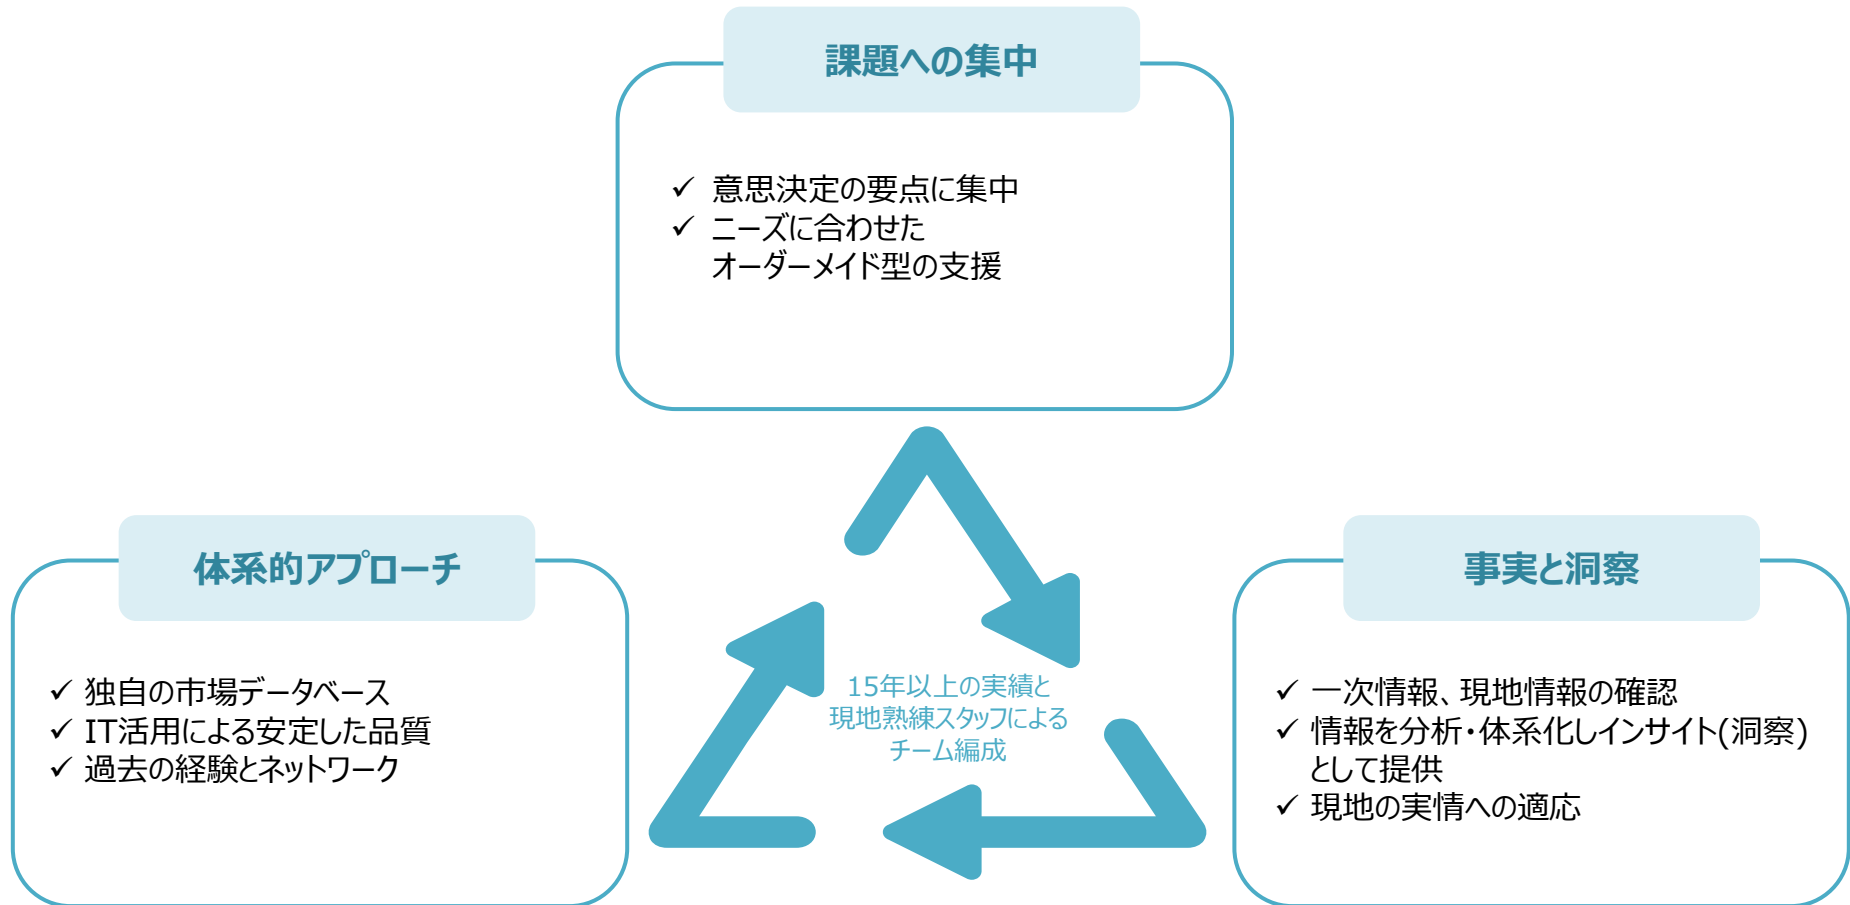 課題への集中
✓ 意思決定の要点に集中
✓ ニーズに合わせた
オーダーメイド型の支援
体系的アプローチ
✓ 独自の市場データベース
✓ IT活用による安定した品質
✓ 過去の経験とネットワーク
15年以上の実績と
現地熟練スタッフによる
チーム編成
事実と洞察
✓ 一次情報、現地情報の確認
✓ 情報を分析・体系化しインサイト(洞察)
として提供
✓ 現地の実情への適応